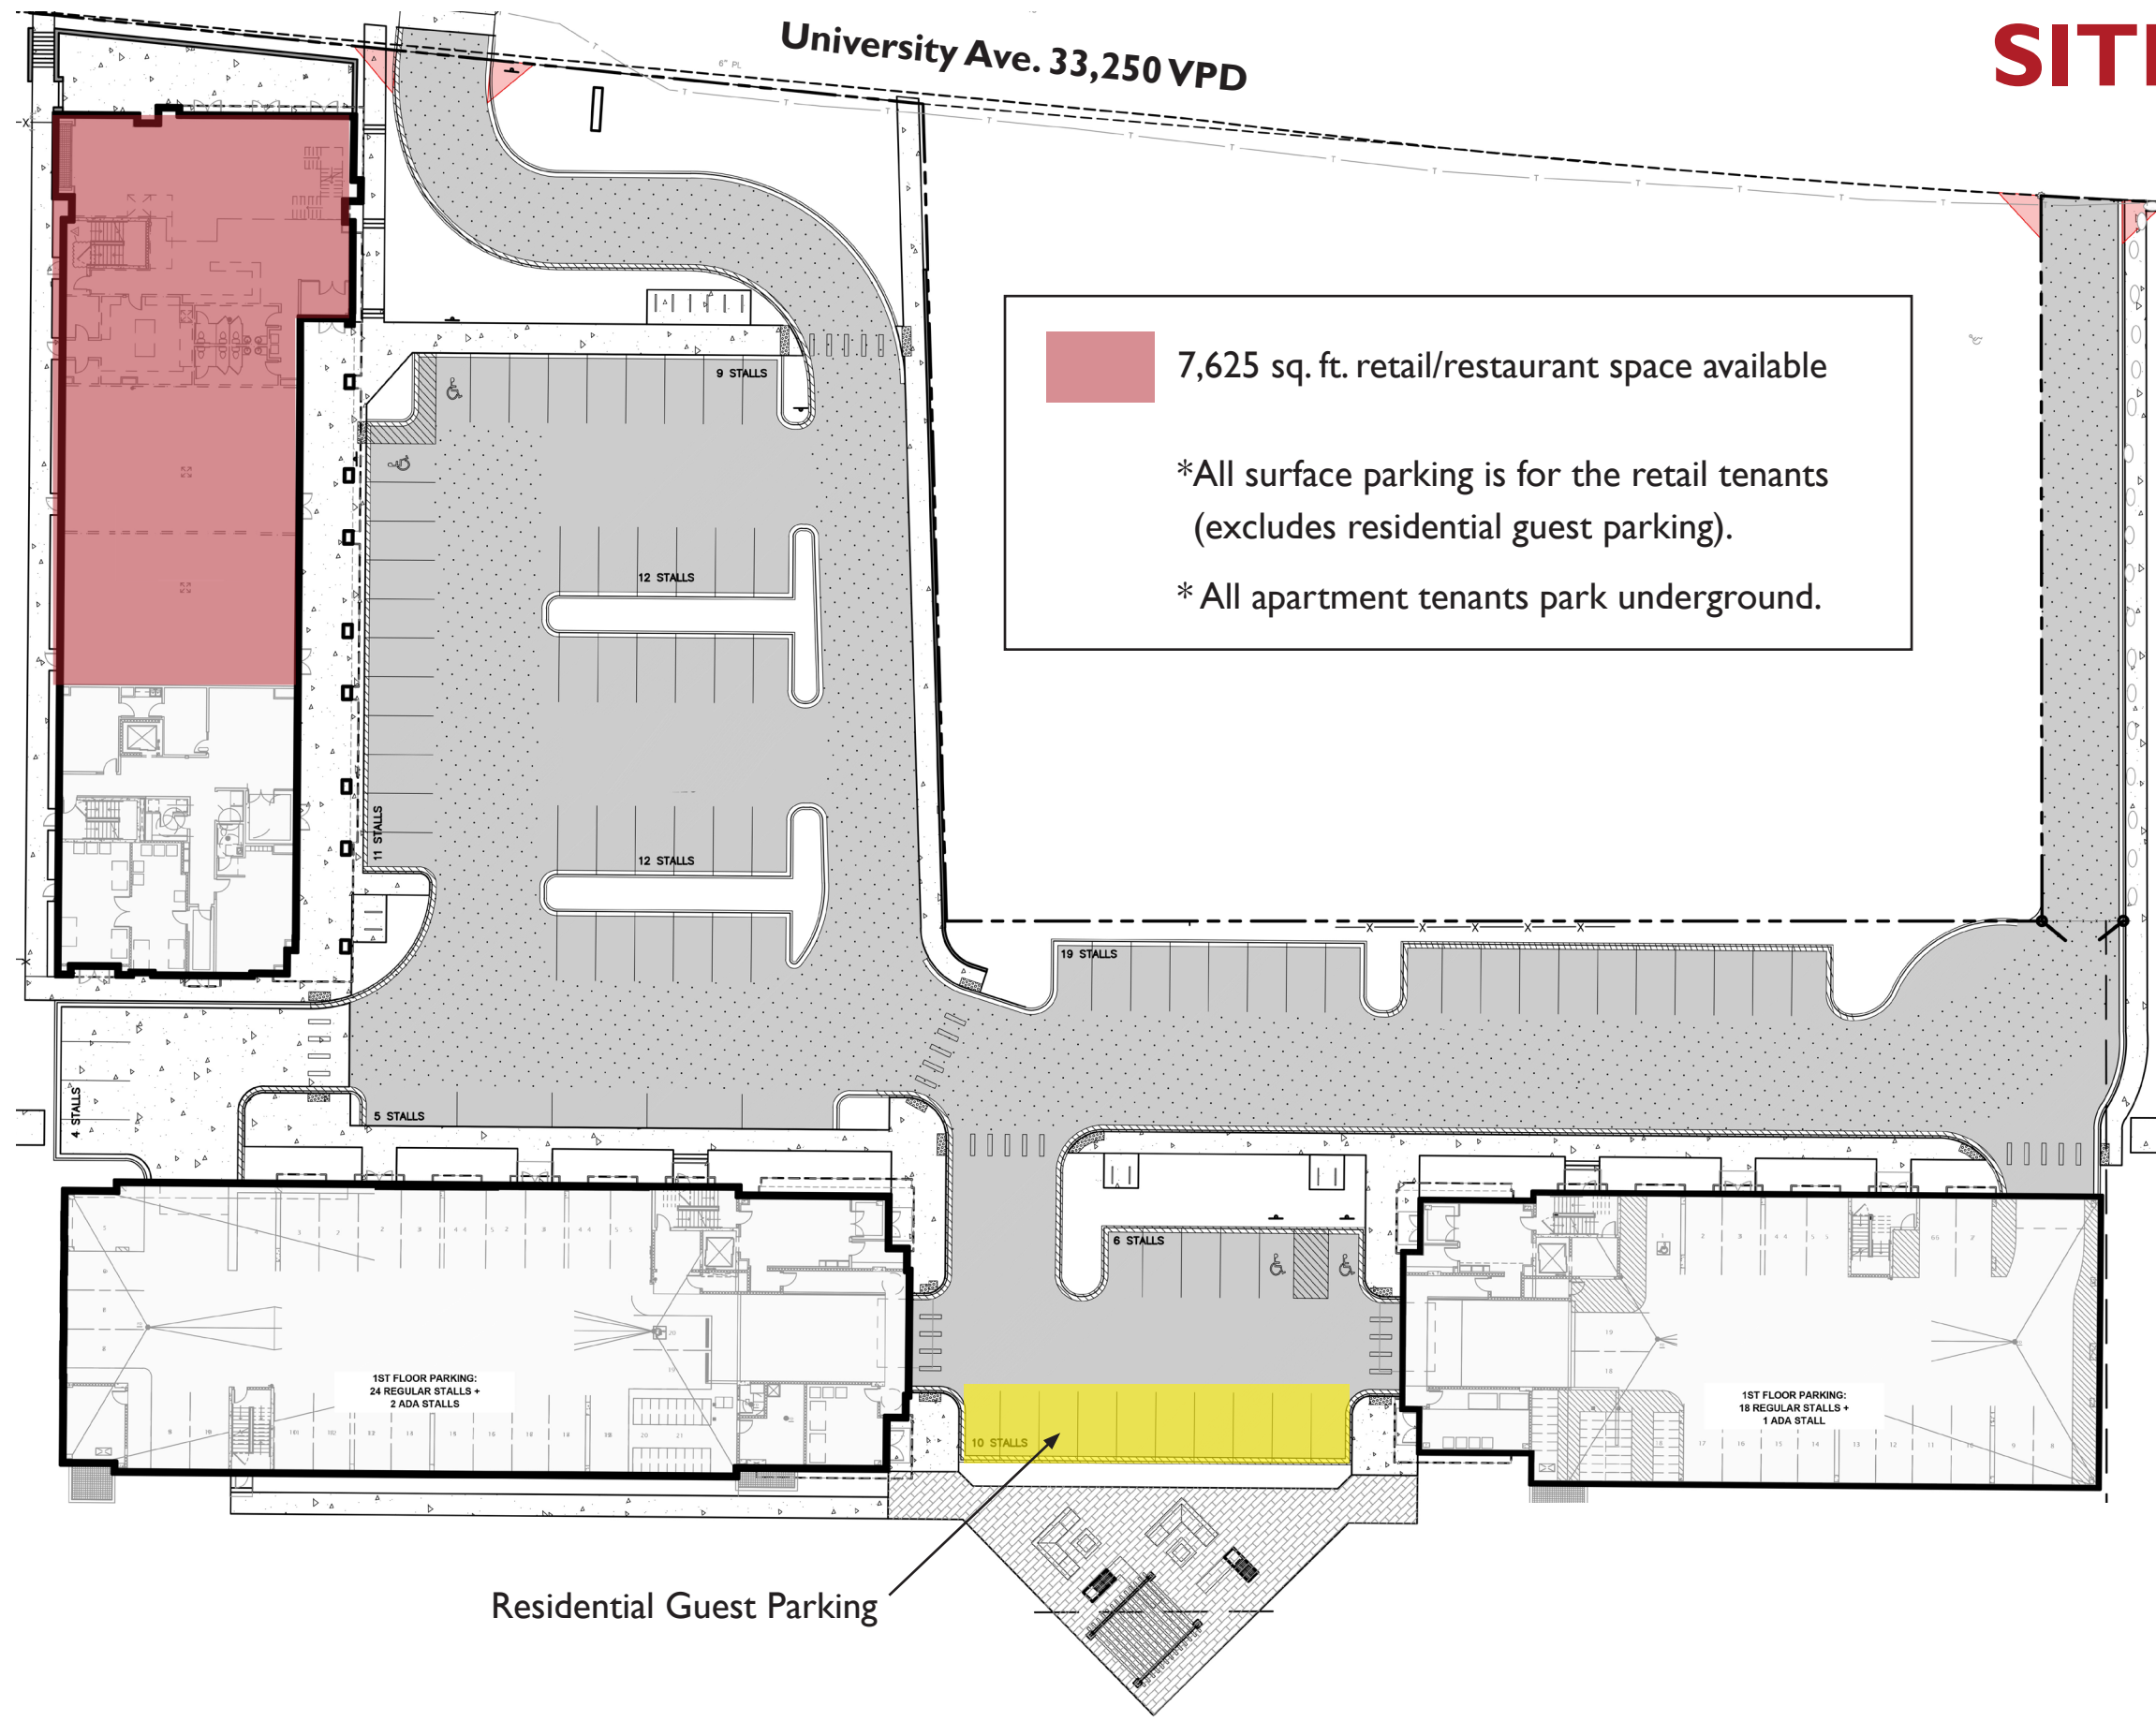 SIT
University Ave. 33,250 VPD
6" PL
7,625 sq. ft. retail/restaurant space available
*All surface parking is for the retail tenants
(excludes residential guest parking).
* All apartment tenants park underground.
9 STALLS
12 STALLS
11 STALLS
12 STALLS
19 STALLS
4 STALLS
5 STALLS
6 STALLS
1ST FLOOR PARKING:
24 REGULAR STALLS +
2 ADA STALLS
10 STALLS
1ST FLOOR PARKING:
18 REGULAR STALLS +
1 ADA STALL
Residential Guest Parking